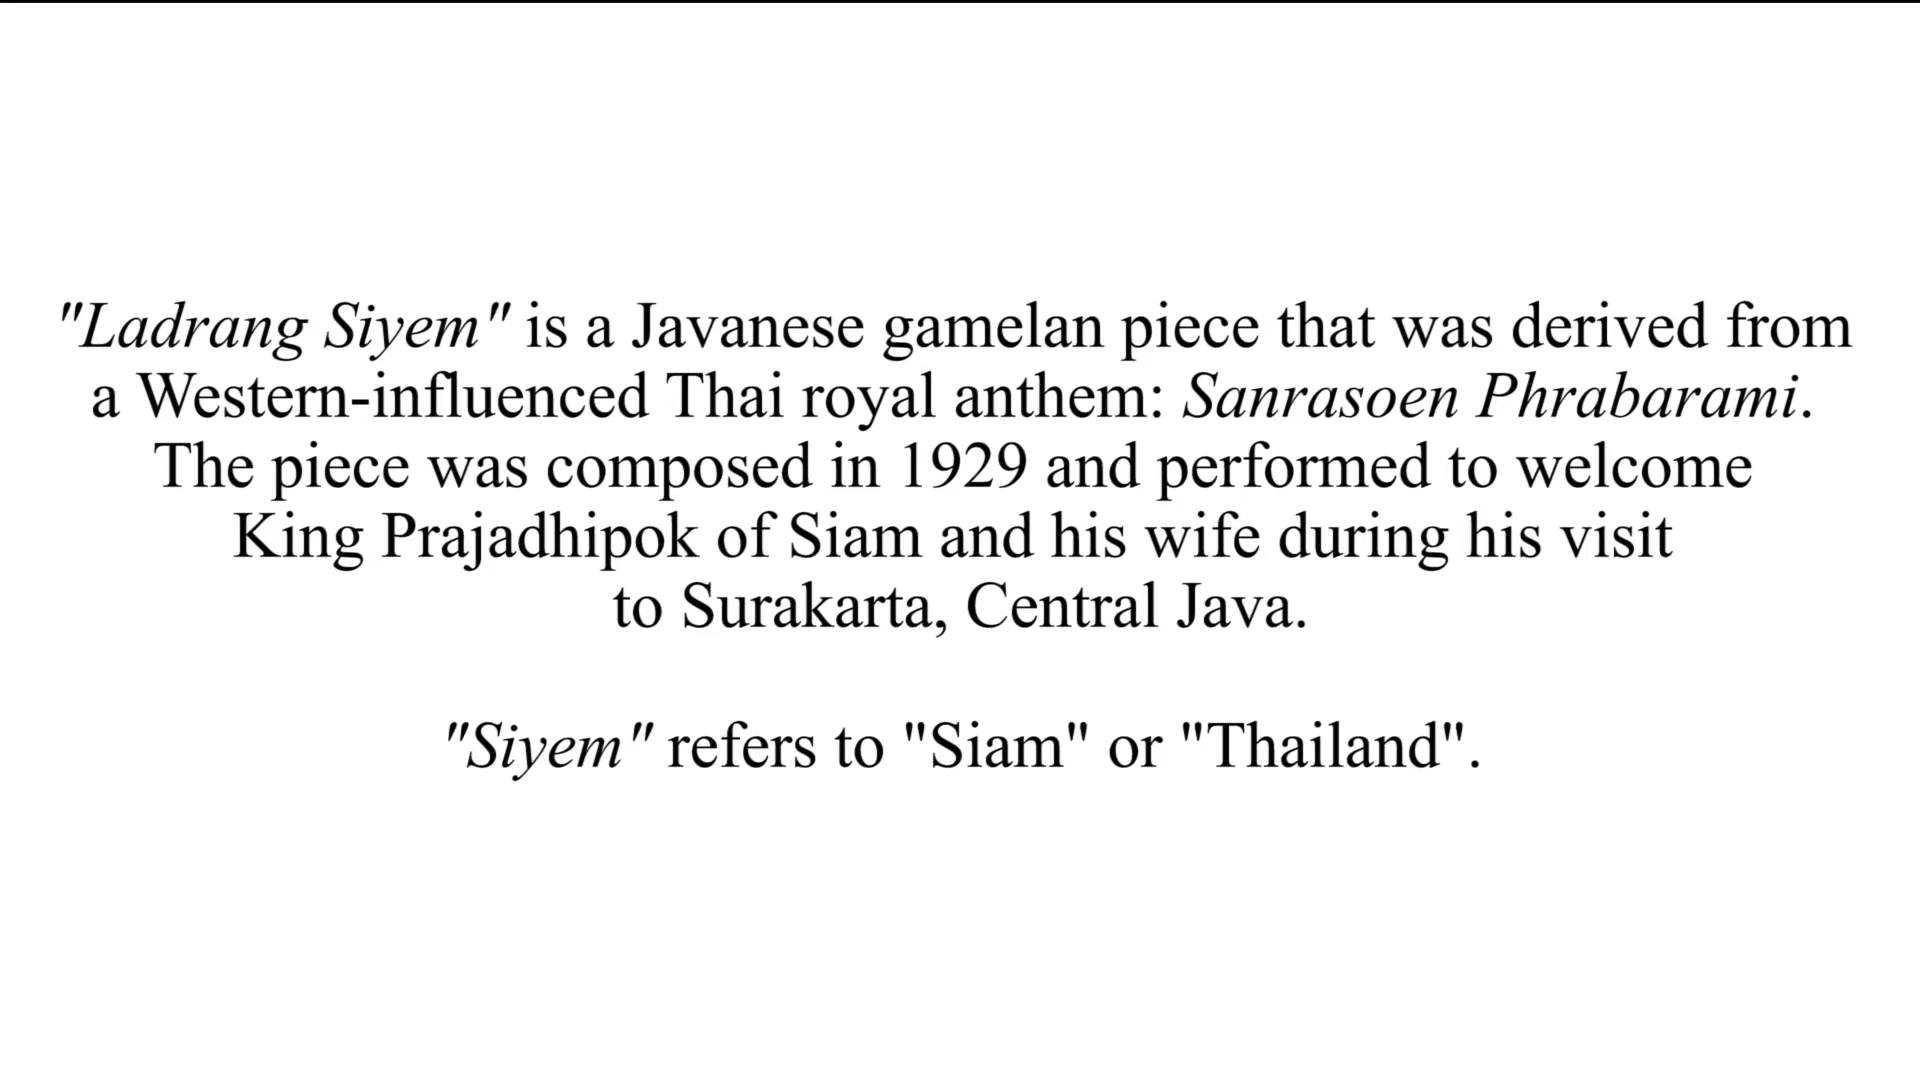 "Ladrang Siyem" is a Javanese gamelan piece that was derived from
a Western-influenced Thai royal anthem: Sanrasoen Phrabarami.
The piece was composed in 1929 and performed to welcome
King Prajadhipok of Siam and his wife during his visit
to Surakarta, Central Java.
"Siyem" refers to "Siam" or "Thailand".